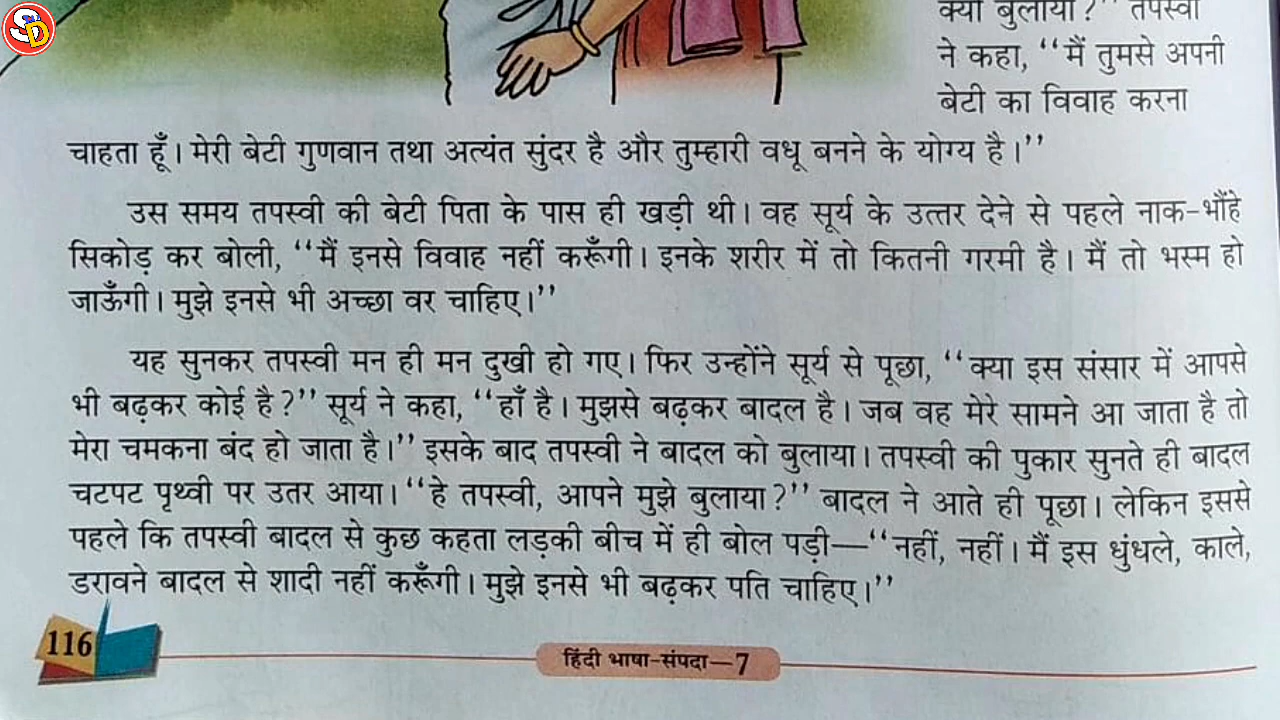 SD
क्यों बुलाया?’’ तपस्वी
ने कहा, ‘‘मैं तुमसे अपनी
बेटी का विवाह करना
चाहता हूँ। मेरी बेटी गुणवान तथा अत्यंत सुंदर है और तुम्हारी वधू बनने के योग्य है।’’
उस समय तपस्वी की बेटी पिता के पास ही खड़ी थी। वह सूर्य के उत्तर देने से पहले नाक-भौंहे
सिकोड़ कर बोली, ‘‘मैं इनसे विवाह नहीं करूँगी। इनके शरीर में तो कितनी गरमी है। मैं तो भस्म हो
जाऊँगी। मुझे इनसे भी अच्छा वर चाहिए।’’
यह सुनकर तपस्वी मन ही मन दुखी हो गए। फिर उन्होंने सूर्य से पूछा, ‘‘क्या इस संसार में आपसे
भी बढ़कर कोई है?’’ सूर्य ने कहा, ‘‘हाँ है। मुझसे बढ़कर बादल है। जब वह मेरे सामने आ जाता है तो
मेरा चमकना बंद हो जाता है।’’ इसके बाद तपस्वी ने बादल को बुलाया। तपस्वी की पुकार सुनते ही बादल
चटपट पृथ्वी पर उतर आया। ‘‘हे तपस्वी, आपने मुझे बुलाया?’’ बादल ने आते ही पूछा। लेकिन इससे
पहले कि तपस्वी बादल से कुछ कहता लड़की बीच में ही बोल पड़ी—‘‘नहीं, नहीं। मैं इस धुंधले, काले,
डरावने बादल से शादी नहीं करूँगी। मुझे इनसे भी बढ़कर पति चाहिए।’’
116
हिंदी भाषा-संपदा—7